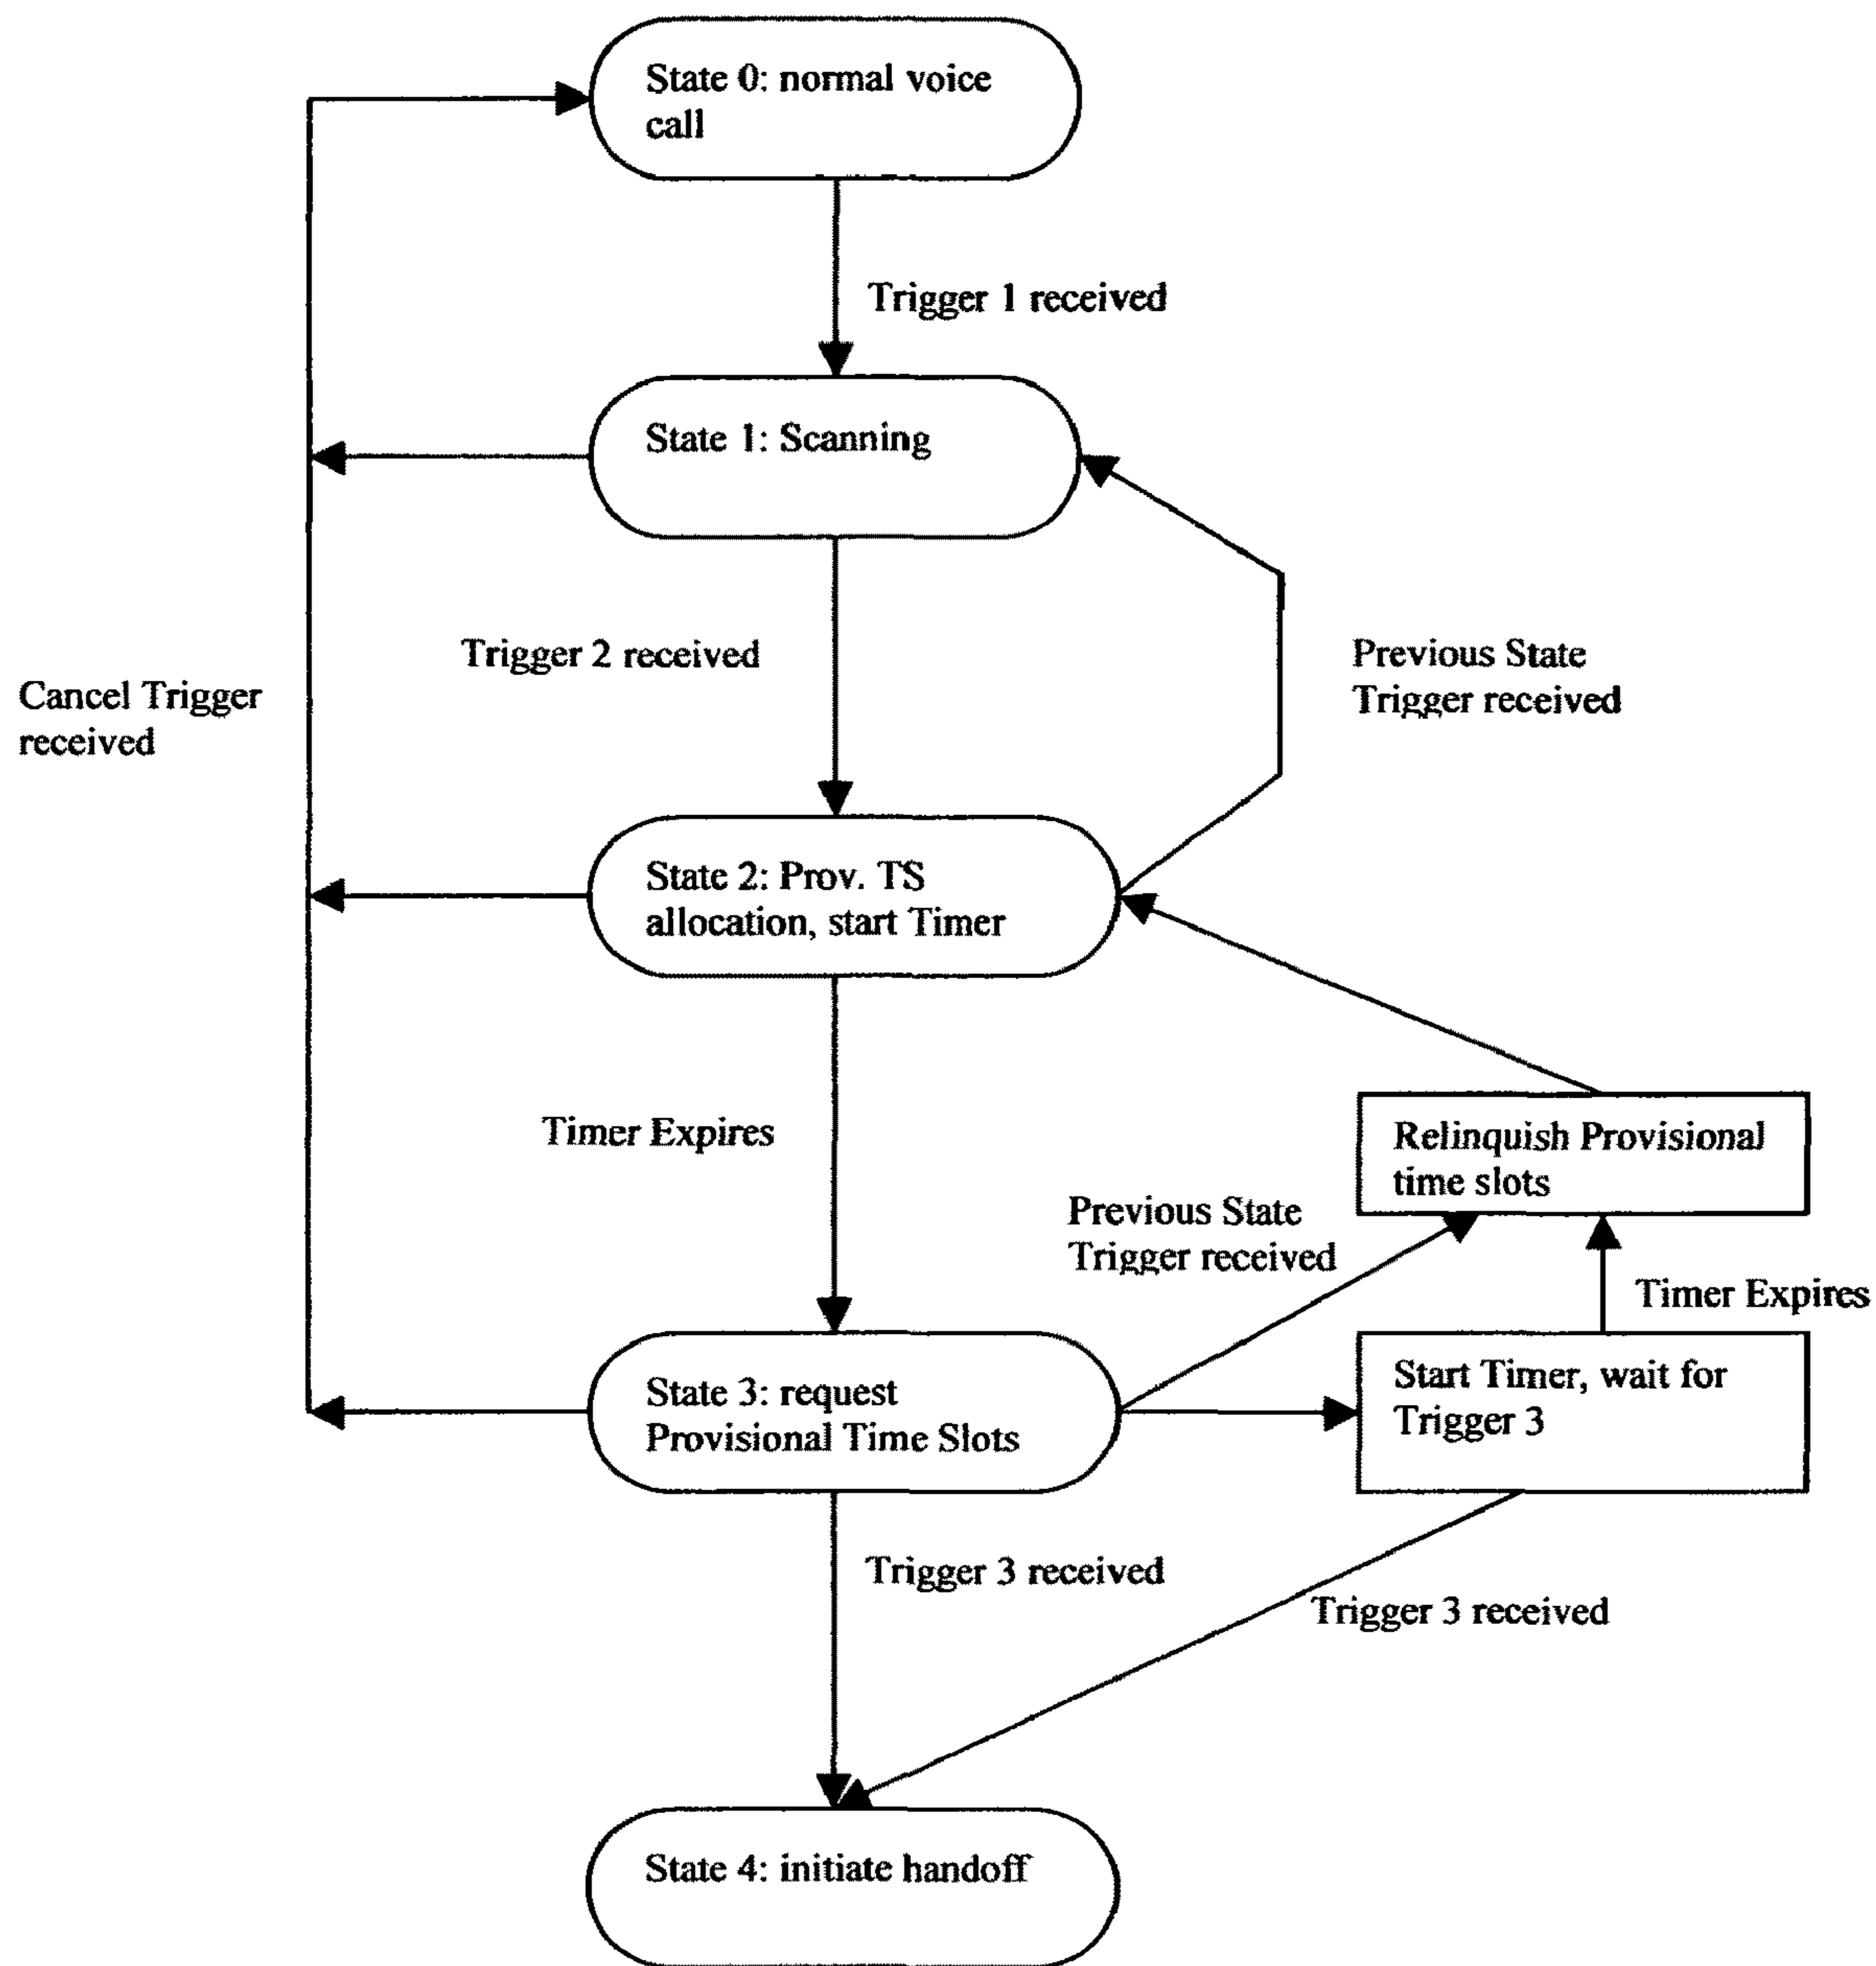 State 0: normal voice
call
Trigger 1 received
State 1: Scanning
Trigger 2 received
Previous State
Trigger received
Cancel Trigger
received
State 2: Prov. TS
allocation, start Timer
Timer Expires
Relinquish Provisional
time slots
Previous State
Trigger received
Timer Expires
State 3: request
Provisional Time Slots
Start Timer, wait for
Trigger 3
Trigger 3 received
Trigger 3 received
State 4: initiate handoff